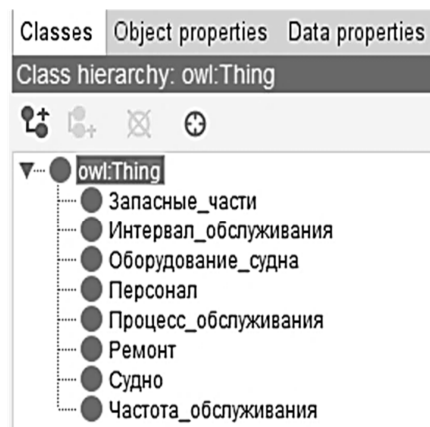 Classes Object properties Data properties
Class hierarchy: owl:Thing
owl:Thing
Запасные_части
Интервал_обслуживания
Оборудование_судна
Персонал
Процесс_обслуживания
Ремонт
Судно
Частота_обслуживания